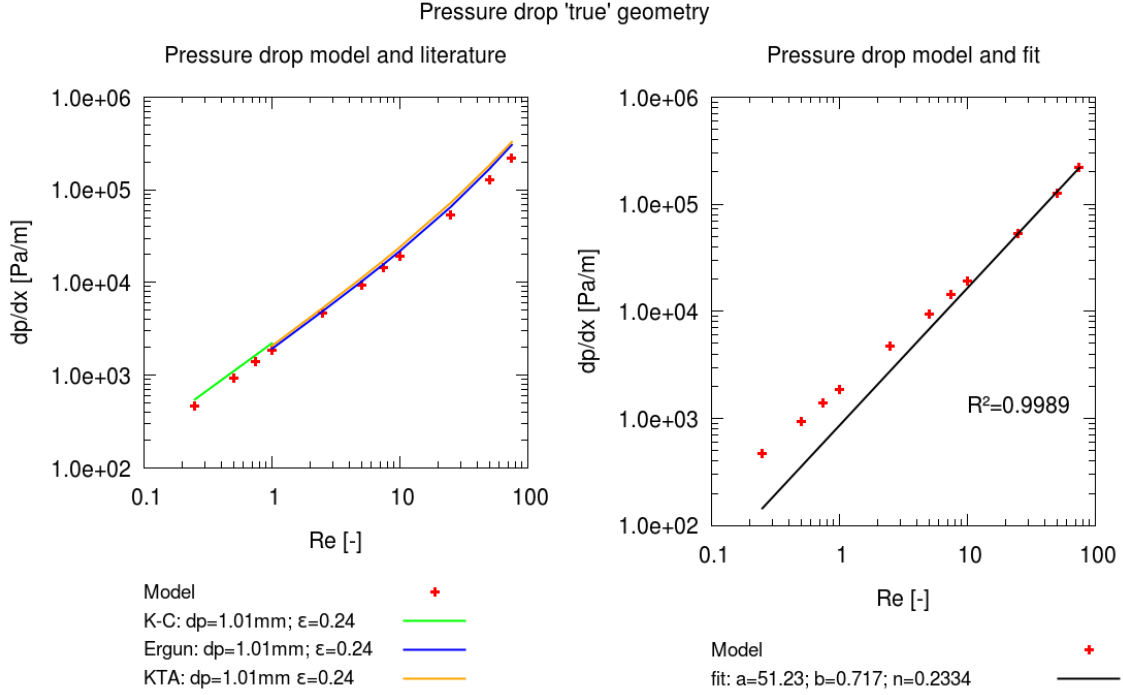 Pressure drop 'true' geometry
Pressure drop model and literature
1.0e+06
1.0e+05
1.0e+04
1.0e+03
1.0e+02
dp/dx [Pa/m]
0.1
1
10
100
Re [-]
Model
K-C: dp=1.01mm; ε=0.24
Ergun: dp=1.01mm; ε=0.24
KTA: dp=1.01mm ε=0.24
Pressure drop model and fit
1.0e+06
1.0e+05
1.0e+04
1.0e+03
1.0e+02
dp/dx [Pa/m]
R²=0.9989
0.1
1
10
100
Re [-]
Model
fit: a=51.23; b=0.717; n=0.2334